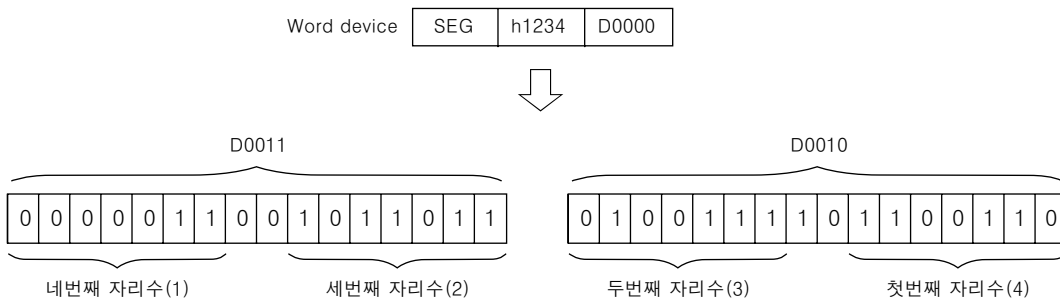 Word device SEG h1234 D0000
D0011 D0010
0 0 0 0 0 1 1 0 0 1 0 1 1 0 1 1 0 1 0 0 1 1 1 1 0 1 1 0 0 1 1 0
네번째 자리수(1) 세번째 자리수(2) 두번째 자리수(3) 첫번째 자리수(4)